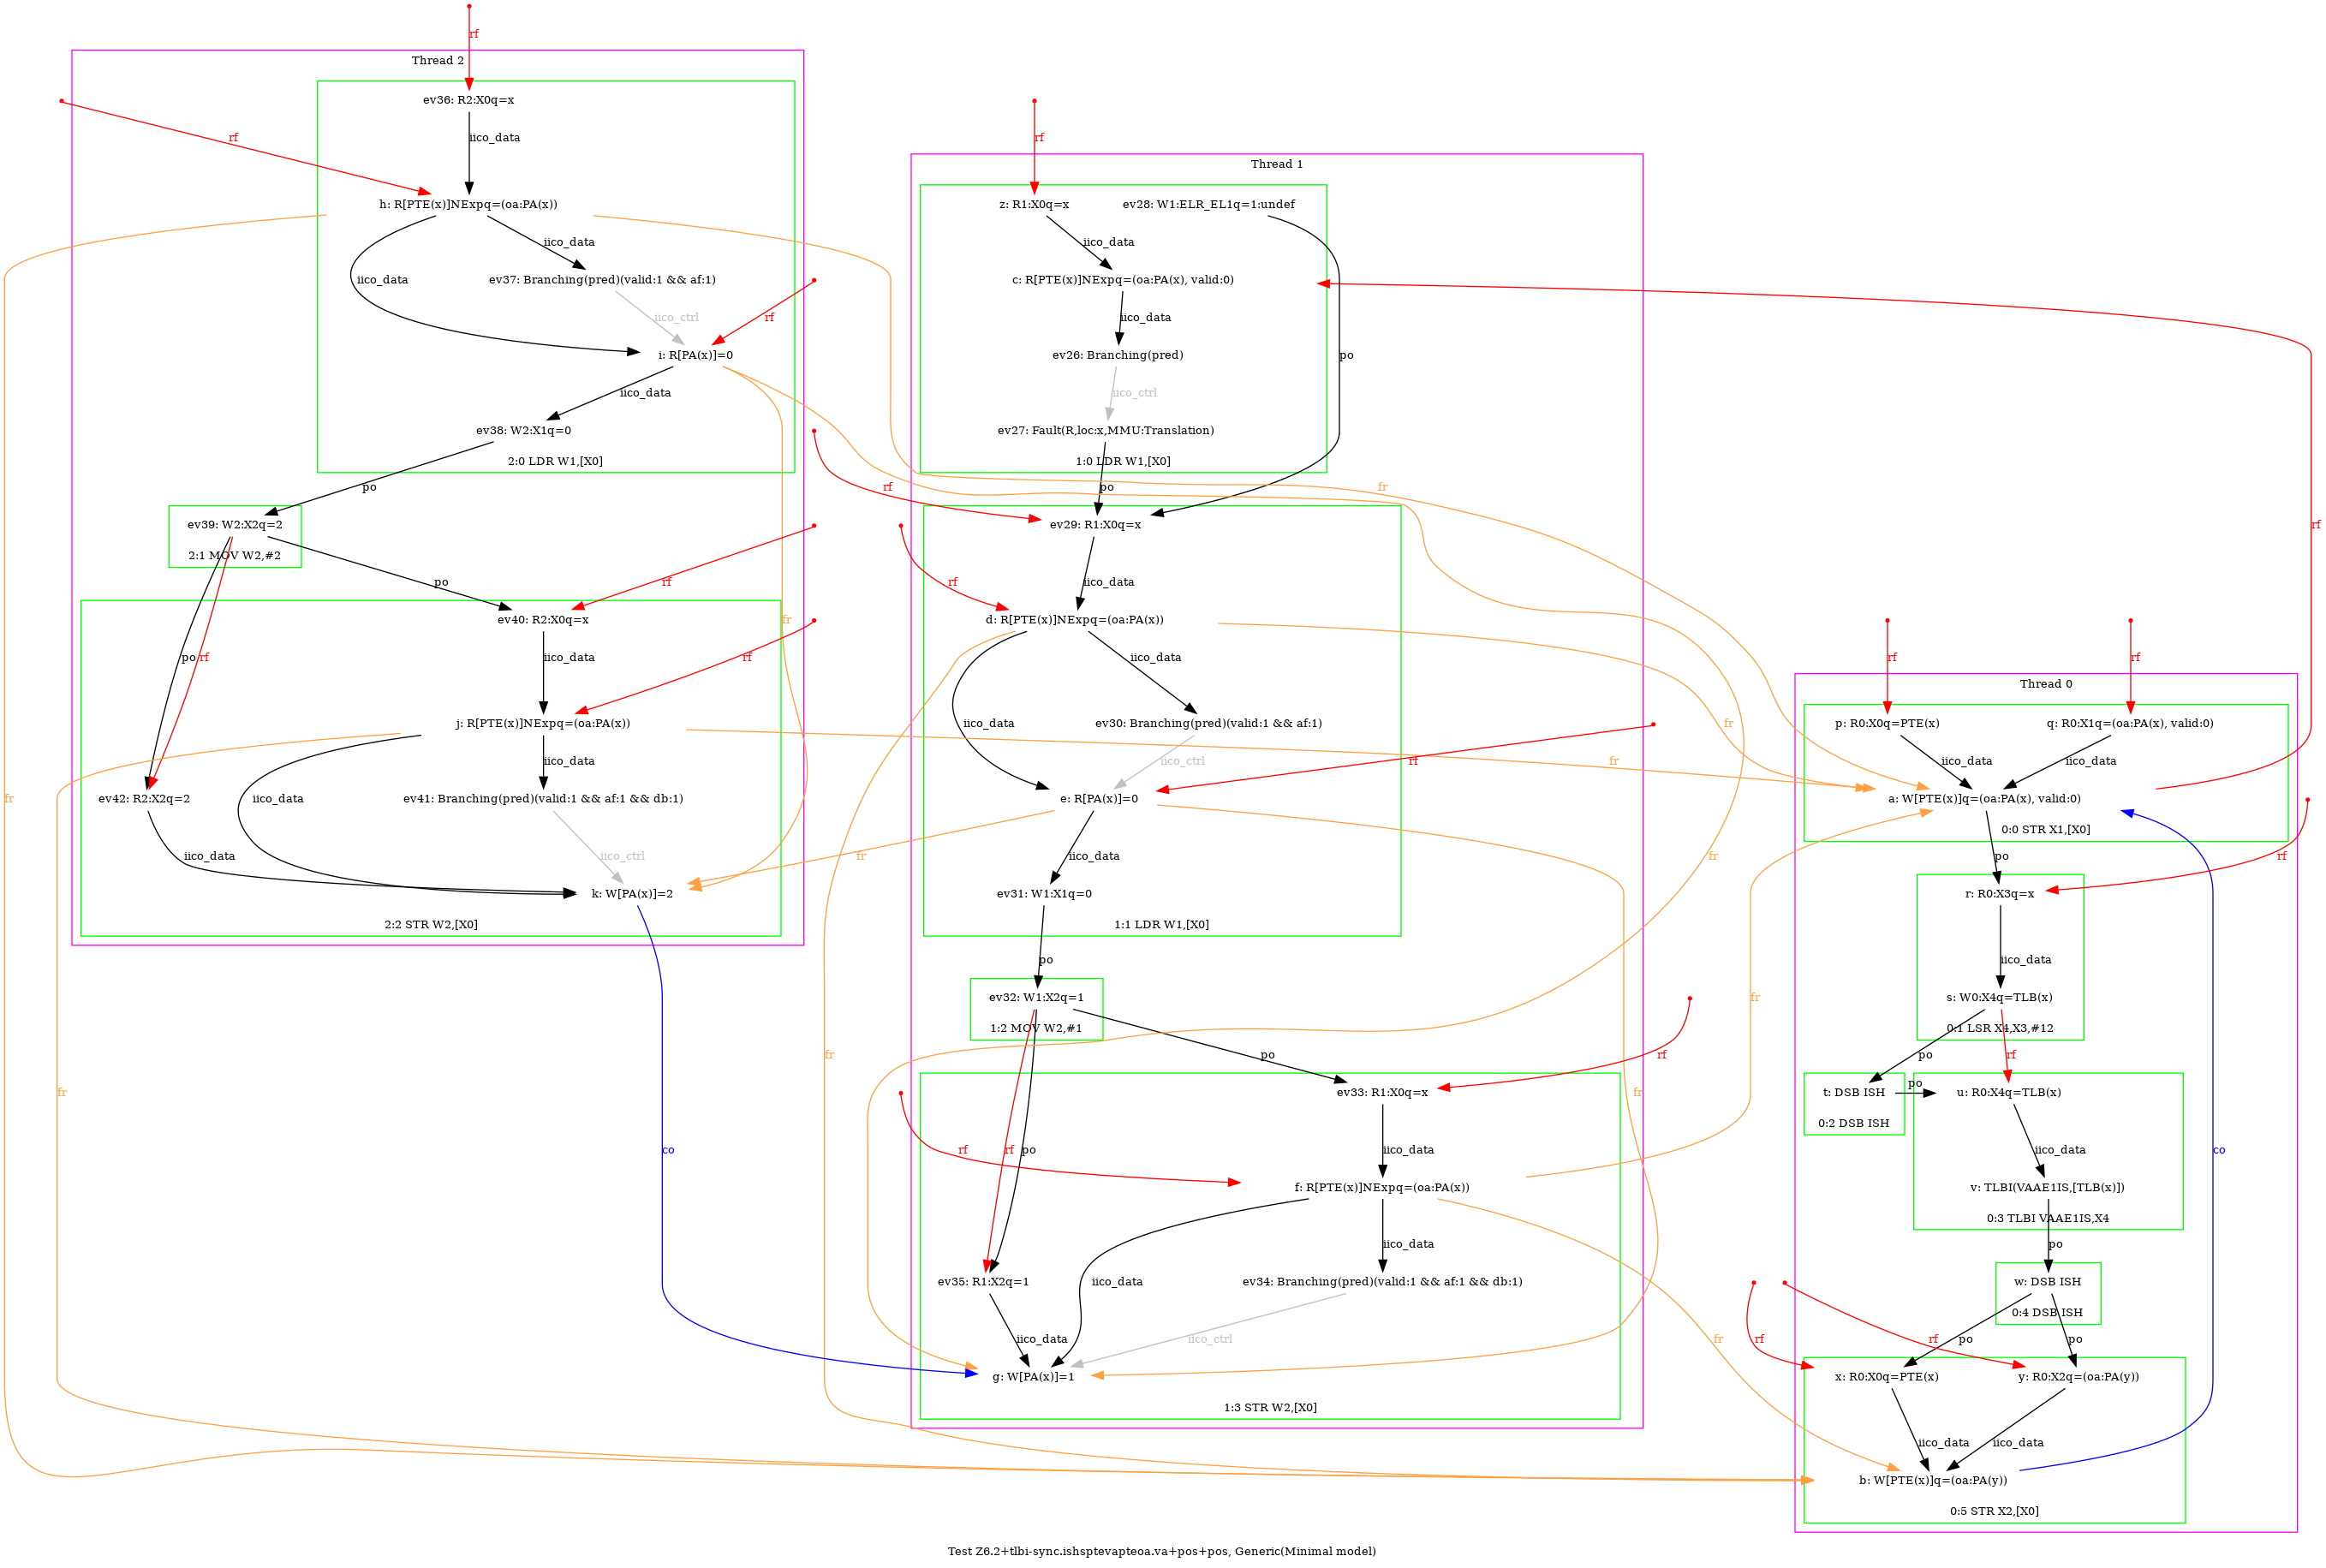 rf
Thread 2
ev36: R2:X0q=x
rf
iico_data
Thread 1
rf
h: R[PTE(x)]NExpq=(oa:PA(x))
z: R1:X0q=x
ev28: W1:ELR_EL1q=1:undef
iico_data
iico_data
iico_data
ev37: Branching(pred)(valid:1 && af:1)
c: R[PTE(x)]NExpq=(oa:PA(x), valid:0)
iico_ctrl
rf
iico_data
i: R[PA(x)]=0
ev26: Branching(pred)
po
iico_data
iico_ctrl
ev38: W2:X1q=0
ev27: Fault(R,loc:x,MMU:Translation)
2:0 LDR W1,[X0]
1:0 LDR W1,[X0]
po
rf
po
fr
ev39: W2:X2q=2
ev29: R1:X0q=x
rf
2:1 MOV W2,#2
po
rf
rf
iico_data
ev40: R2:X0q=x
fr
d: R[PTE(x)]NExpq=(oa:PA(x))
po
rf
iico_data
rf
iico_data
rf
rf
Thread 0
j: R[PTE(x)]NExpq=(oa:PA(x))
iico_data
ev30: Branching(pred)(valid:1 && af:1)
fr
p: R0:X0q=PTE(x)
q: R0:X1q=(oa:PA(x), valid:0)
iico_data
iico_ctrl
rf
fr
iico_data
iico_data
fr
ev42: R2:X2q=2
iico_data
ev41: Branching(pred)(valid:1 && af:1 && db:1)
e: R[PA(x)]=0
a: W[PTE(x)]q=(oa:PA(x), valid:0)
0:0 STR X1,[X0]
iico_data
iico_ctrl
fr
iico_data
fr
po
rf
k: W[PA(x)]=2
ev31: W1:X1q=0
r: R0:X3q=x
2:2 STR W2,[X0]
1:1 LDR W1,[X0]
po
iico_data
ev32: W1:X2q=1
fr
s: W0:X4q=TLB(x)
1:2 MOV W2,#1
0:1 LSR X4,X3,#12
fr
po
rf
po
rf
fr
ev33: R1:X0q=x
fr
t: DSB ISH
po
u: R0:X4q=TLB(x)
0:2 DSB ISH
co
rf
rf
po
iico_data
iico_data
co
f: R[PTE(x)]NExpq=(oa:PA(x))
v: TLBI(VAAE1IS,[TLB(x)])
0:3 TLBI VAAE1IS,X4
iico_data
po
ev35: R1:X2q=1
iico_data
ev34: Branching(pred)(valid:1 && af:1 && db:1)
w: DSB ISH
0:4 DSB ISH
iico_data
iico_ctrl
fr
rf
rf
po
po
g: W[PA(x)]=1
x: R0:X0q=PTE(x)
y: R0:X2q=(oa:PA(y))
1:3 STR W2,[X0]
iico_data
iico_data
b: W[PTE(x)]q=(oa:PA(y))
0:5 STR X2,[X0]
Test Z6.2+tlbi-sync.ishsptevapteoa.va+pos+pos, Generic(Minimal model)